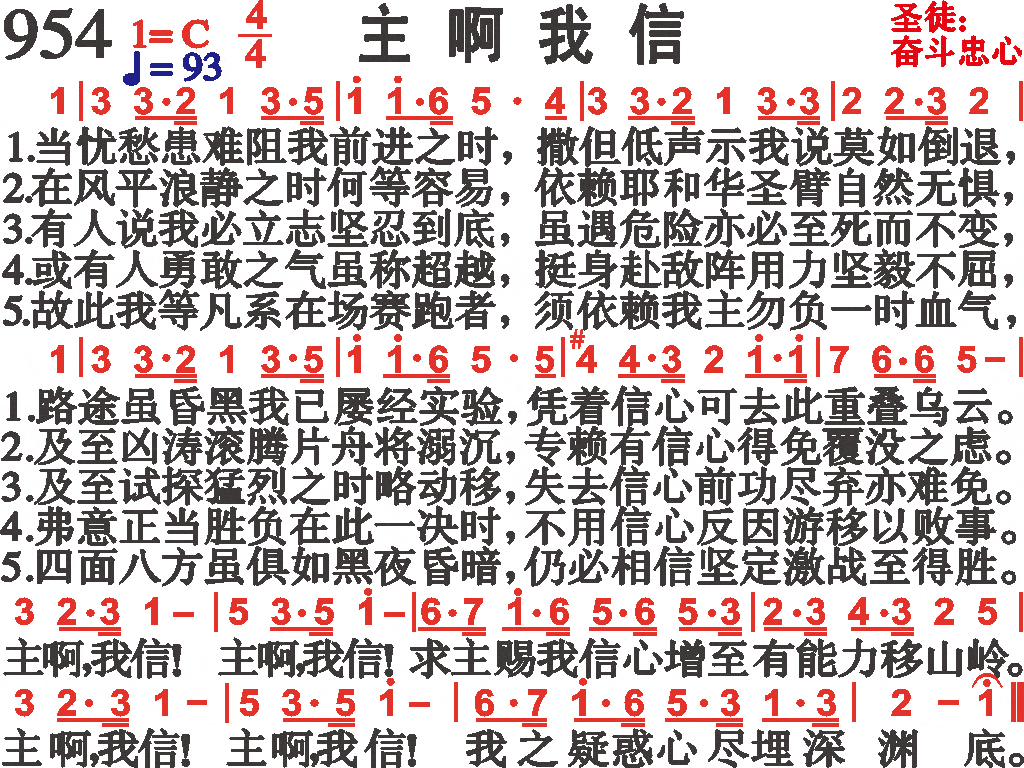 954 1=C 4/4 主啊我信 圣徒:
♩=93 奋斗忠心
1|3 3·2 1 3·5|i i·6 5 · 4|3 3·2 1 3·3|2 2·3 2 |
1.当忧愁患难阻我前进之时，撒但低声示我说莫如倒退，
2.在风平浪静之时何等容易，依赖耶和华圣臂自然无惧，
3.有人说我必立志坚忍到底，虽遇危险亦必至死而不变，
4.或有人勇敢之气虽称超越，挺身赴敌阵用力坚毅不屈，
5.故此我等凡系在场赛跑者，须依赖我主勿负一时血气，
1|3 3·2 1 3·5|i i·6 5 · 5|#4 4·3 2 i·i|7 6·6 5–|
1.路途虽昏黑我已屡经实验，凭着信心可去此重叠乌云。
2.及至凶涛滚腾片舟将溺沉，专赖有信心得免覆没之虑。
3.及至试探猛烈之时略动移，失去信心前功尽弃亦难免。
4.弗意正当胜负在此一决时，不用信心反因游移以败事。
5.四面八方虽俱如黑夜昏暗，仍必相信坚定激战至得胜。
3 2·3 1–|5 3·5 i–|6·7 i·6 5·6 5·3|2·3 4·3 2 5|
主啊，我信！ 主啊，我信！求主赐我信心增至有能力移山岭。
3 2·3 1–|5 3·5 i–|6·7 i·6 5·3 1·3|2 – i‖
主啊，我信！ 主啊，我信！ 我之疑惑心尽埋深渊底。